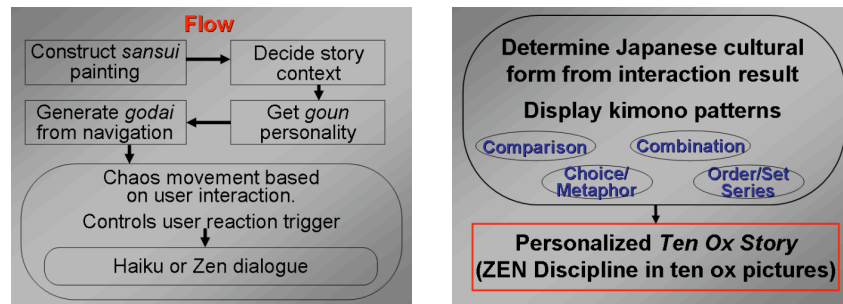 Flow
Construct sansui
painting
Decide story
context
Generate godai
from navigation
Get goun
personality
Chaos movement based
on user interaction.
Controls user reaction trigger
Haiku or Zen dialogue
Determine Japanese cultural
form from interaction result
Display kimono patterns
Comparison
Combination
Choice/
Metaphor
Order/Set
Series
Personalized Ten Ox Story
(ZEN Discipline in ten ox pictures)